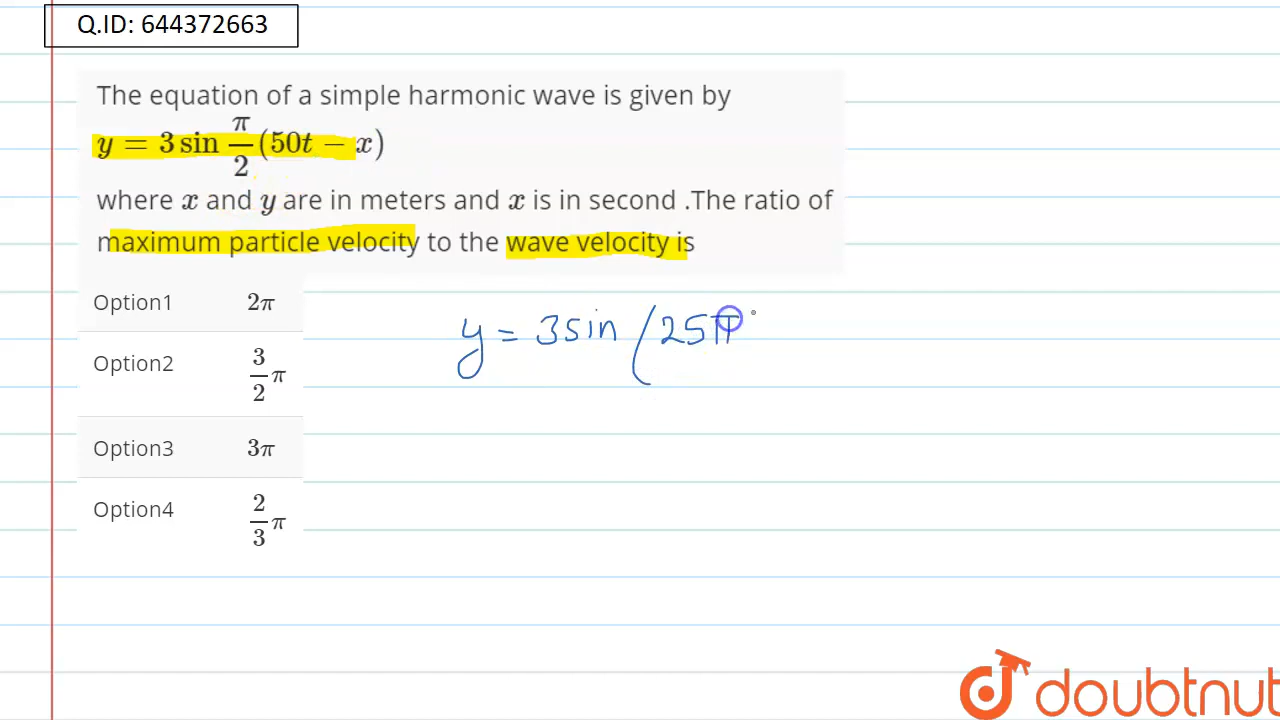 Q.ID: 644372663
The equation of a simple harmonic wave is given by
y = 3 sin π/2 (50t − x)
where x and y are in meters and x is in second .The ratio of
maximum particle velocity to the wave velocity is
Option1 2π
Option2 3/2 π
Option3 3π
Option4 2/3 π
y = 3sin (25π
doubtnut